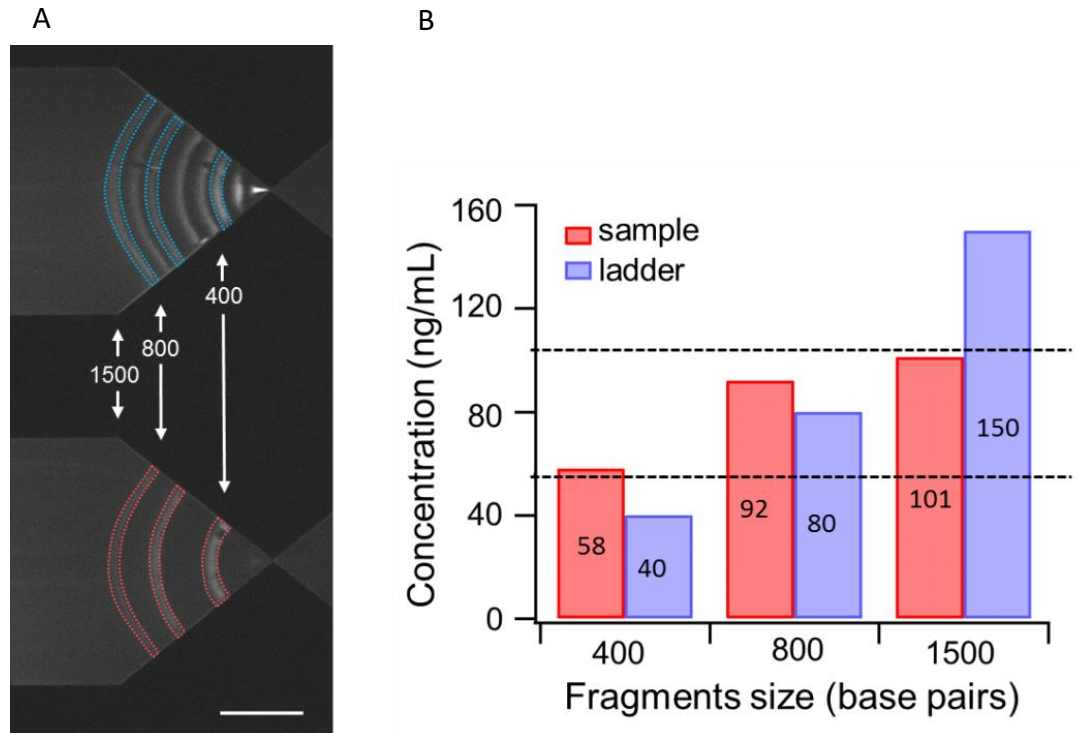 A
B
400
800
1500
160
120
80
40
0
Concentration (ng/mL)
sample
ladder
58
40
92
80
101
150
400
800
1500
Fragments size (base pairs)